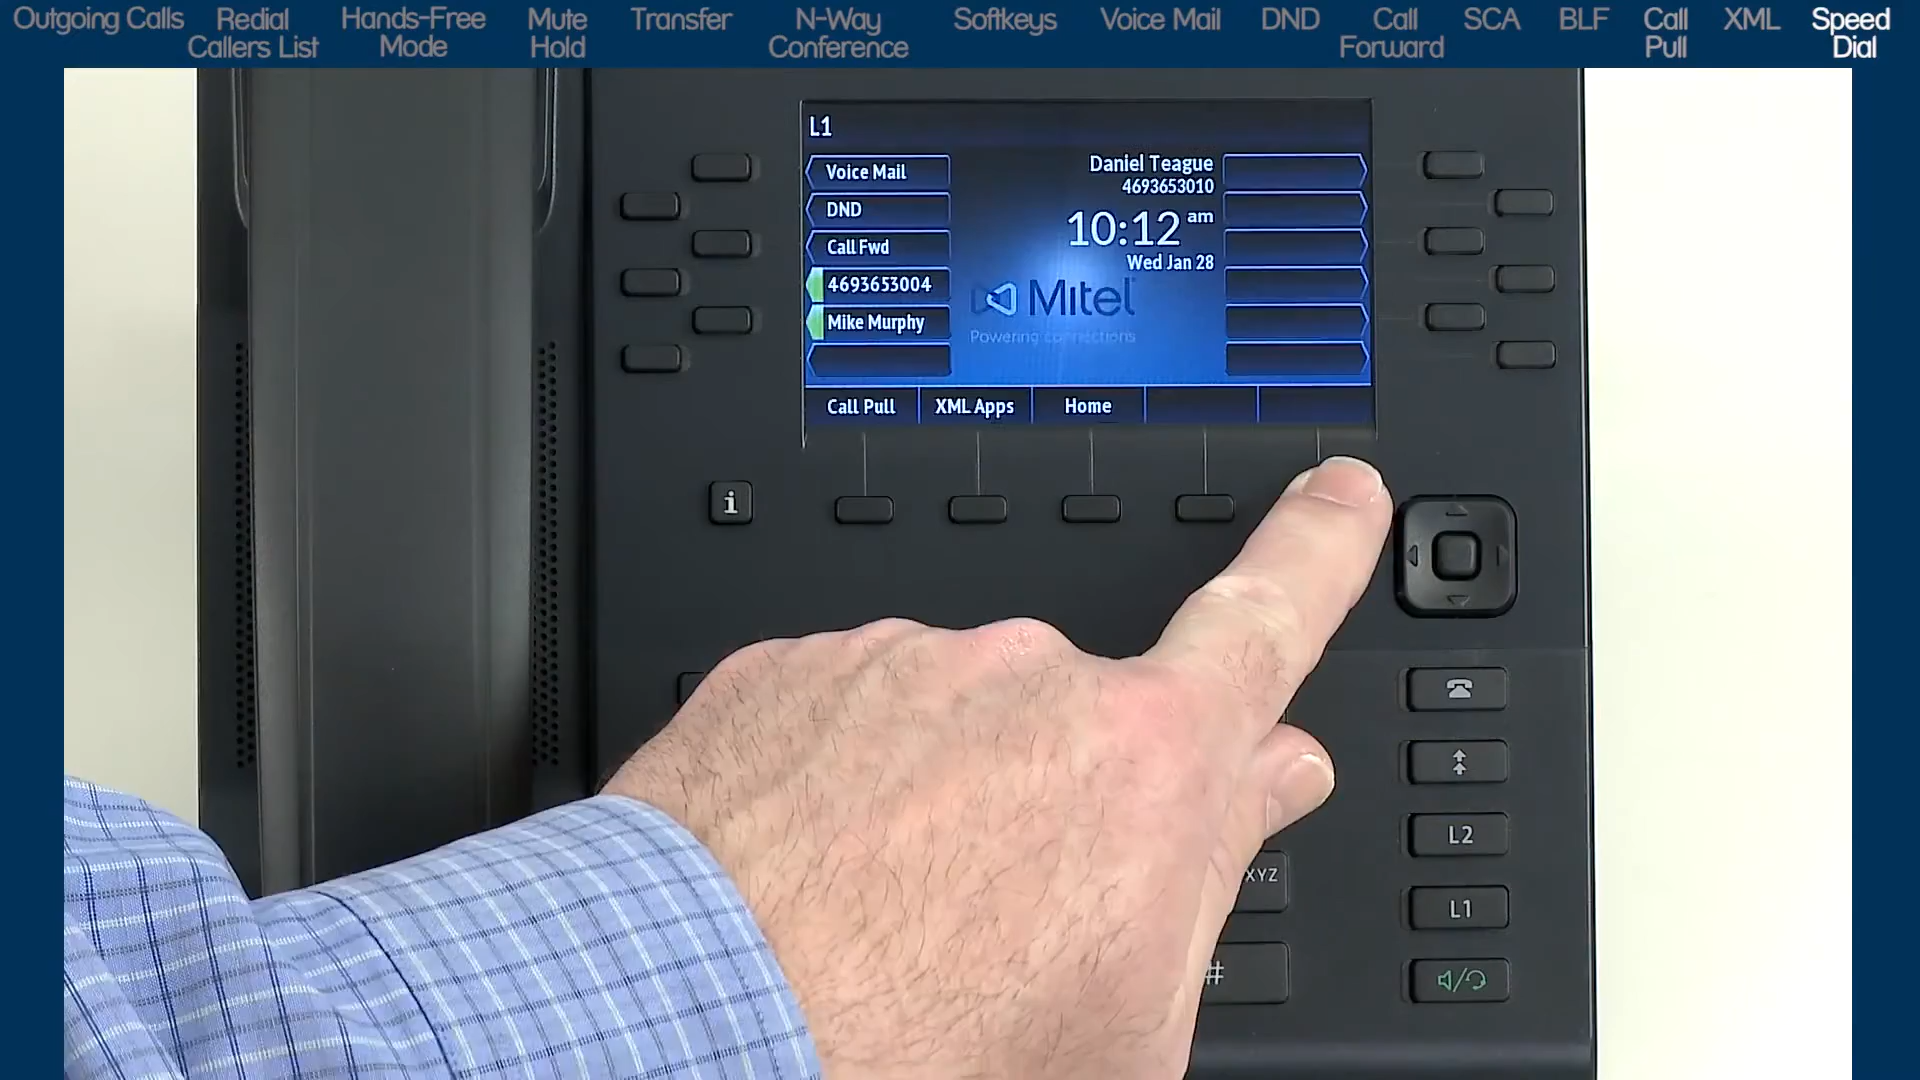 Outgoing Calls
Redial
Callers List
Hands-Free
Mode
Mute
Hold
Transfer
N-Way
Conference
Softkeys
Voice Mail
DND
Call
Forward
SCA
BLF
Call
Pull
XML
Speed
Dial
L1
Voice Mail
DND
Call Fwd
4693653004
Mike Murphy
Daniel Teague
4693653010
10:12 am
Wed Jan 28
Mitel
Powering connections
Call Pull
XML Apps
Home
i
L2
L1
XYZ
#